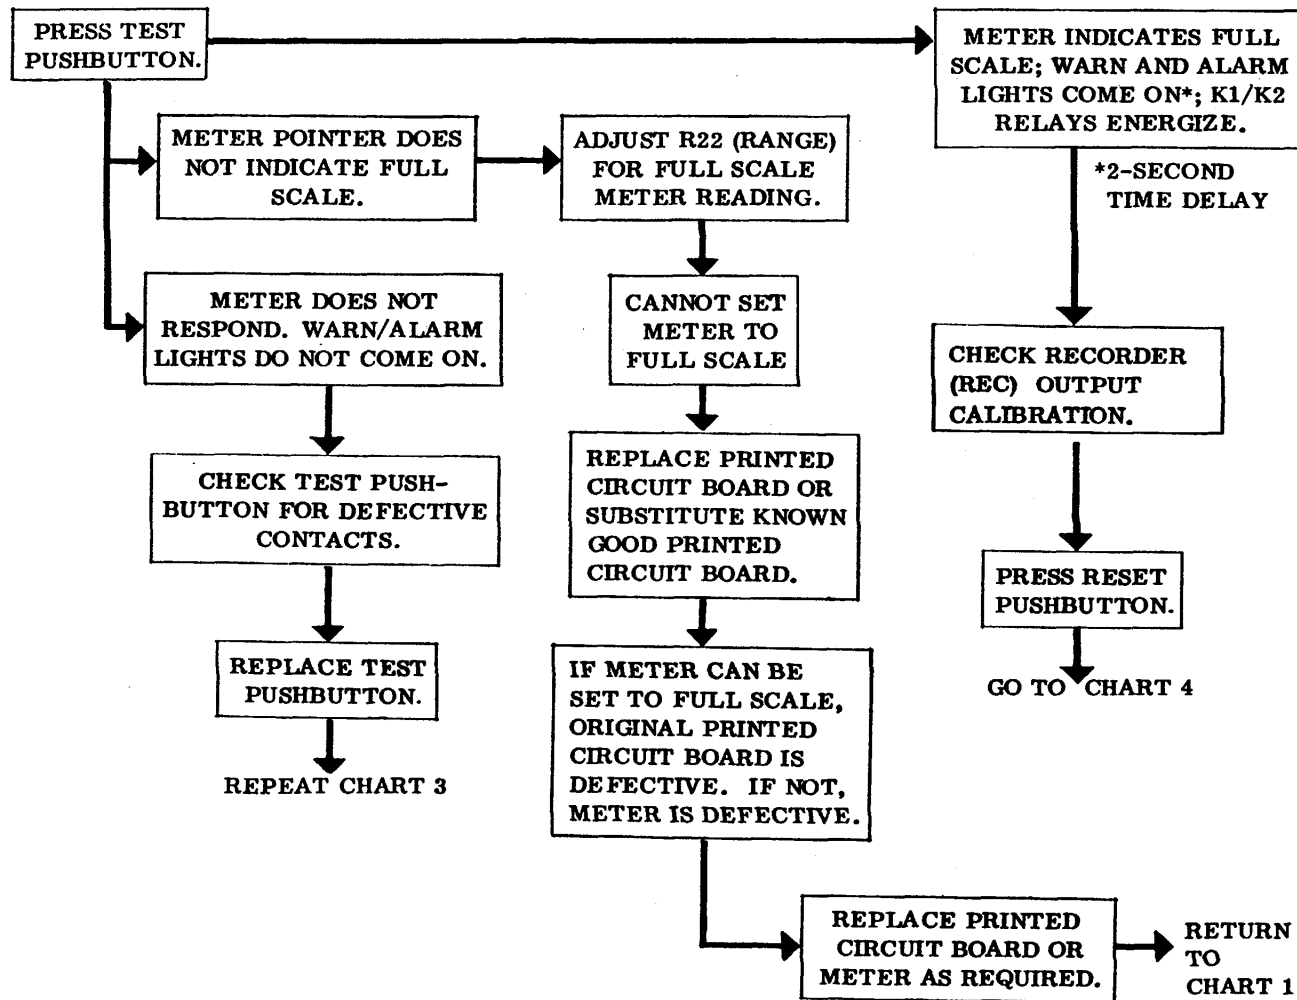 PRESS TEST
PUSHBUTTON.
METER INDICATES FULL
SCALE; WARN AND ALARM
LIGHTS COME ON*; K1/K2
RELAYS ENERGIZE.
*2-SECOND
TIME DELAY
METER POINTER DOES
NOT INDICATE FULL
SCALE.
ADJUST R22 (RANGE)
FOR FULL SCALE
METER READING.
METER DOES NOT
RESPOND. WARN/ALARM
LIGHTS DO NOT COME ON.
CANNOT SET
METER TO
FULL SCALE
CHECK RECORDER
(REC) OUTPUT
CALIBRATION.
CHECK TEST PUSH-
BUTTON FOR DEFECTIVE
CONTACTS.
REPLACE PRINTED
CIRCUIT BOARD OR
SUBSTITUTE KNOWN
GOOD PRINTED
CIRCUIT BOARD.
PRESS RESET
PUSHBUTTON.
GO TO CHART 4
REPLACE TEST
PUSHBUTTON.
REPEAT CHART 3
IF METER CAN BE
SET TO FULL SCALE,
ORIGINAL PRINTED
CIRCUIT BOARD IS
DEFECTIVE. IF NOT,
METER IS DEFECTIVE.
REPLACE PRINTED
CIRCUIT BOARD OR
METER AS REQUIRED.
RETURN
TO
CHART 1